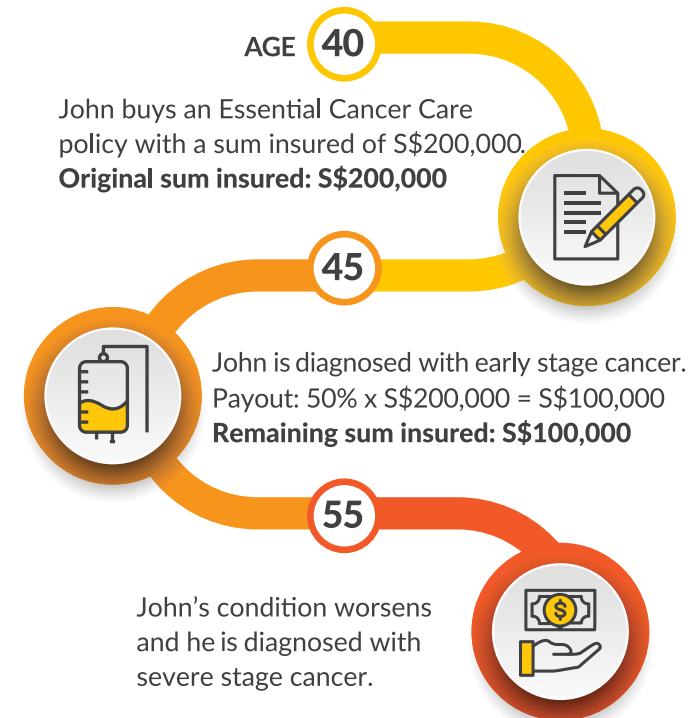 AGE 40
John buys an Essential Cancer Care
policy with a sum insured of S$200,000.
Original sum insured: S$200,000
45
John is diagnosed with early stage cancer.
Payout: 50% x S$200,000 = S$100,000
Remaining sum insured: S$100,000
55
John’s condition worsens
and he is diagnosed with
severe stage cancer.
$